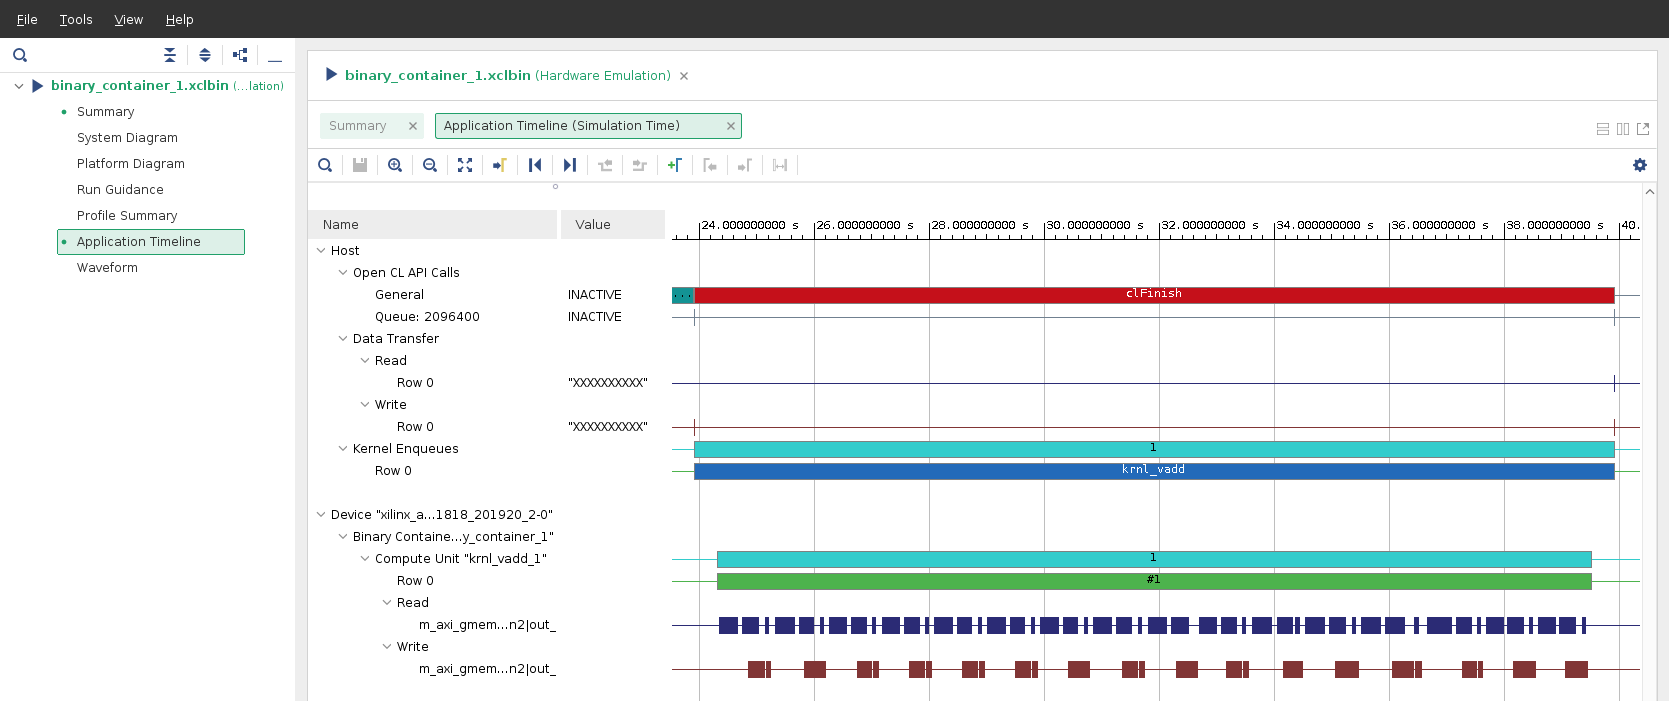 File Tools View Help
binary_container_1.xclbin (...lation)
Summary
System Diagram
Platform Diagram
Run Guidance
Profile Summary
Application Timeline
Waveform
binary_container_1.xclbin (Hardware Emulation)
Summary Application Timeline (Simulation Time)
Name Value 24.000000000 s 26.000000000 s 28.000000000 s 30.000000000 s 32.000000000 s 34.000000000 s 36.000000000 s 38.000000000 s 40.
Host
Open CL API Calls
General INACTIVE ... clFinish
Queue: 2096400 INACTIVE
Data Transfer
Read
Row 0 "XXXXXXXXXX"
Write
Row 0 "XXXXXXXXXX"
Kernel Enqueues 1
Row 0 krnl_vadd
Device "xilinx_a...1818_201920_2-0"
Binary Containe...y_container_1"
Compute Unit "krnl_vadd_1" 1
Row 0 #1
Read
m_axi_gmem...n2|out_
Write
m_axi_gmem...n2|out_